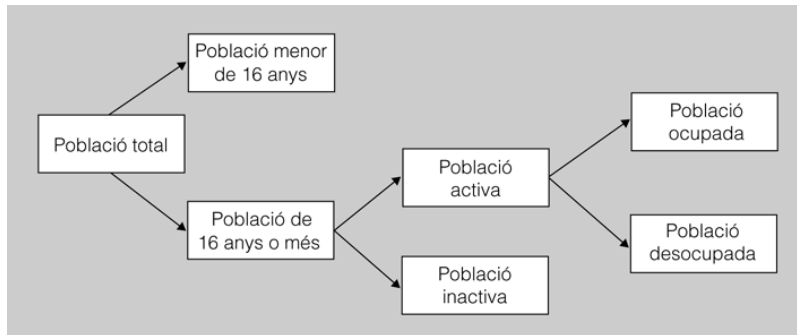 Població menor
de 16 anys
Població total
Població de
16 anys o més
Població
activa
Població
inactiva
Població
ocupada
Població
desocupada